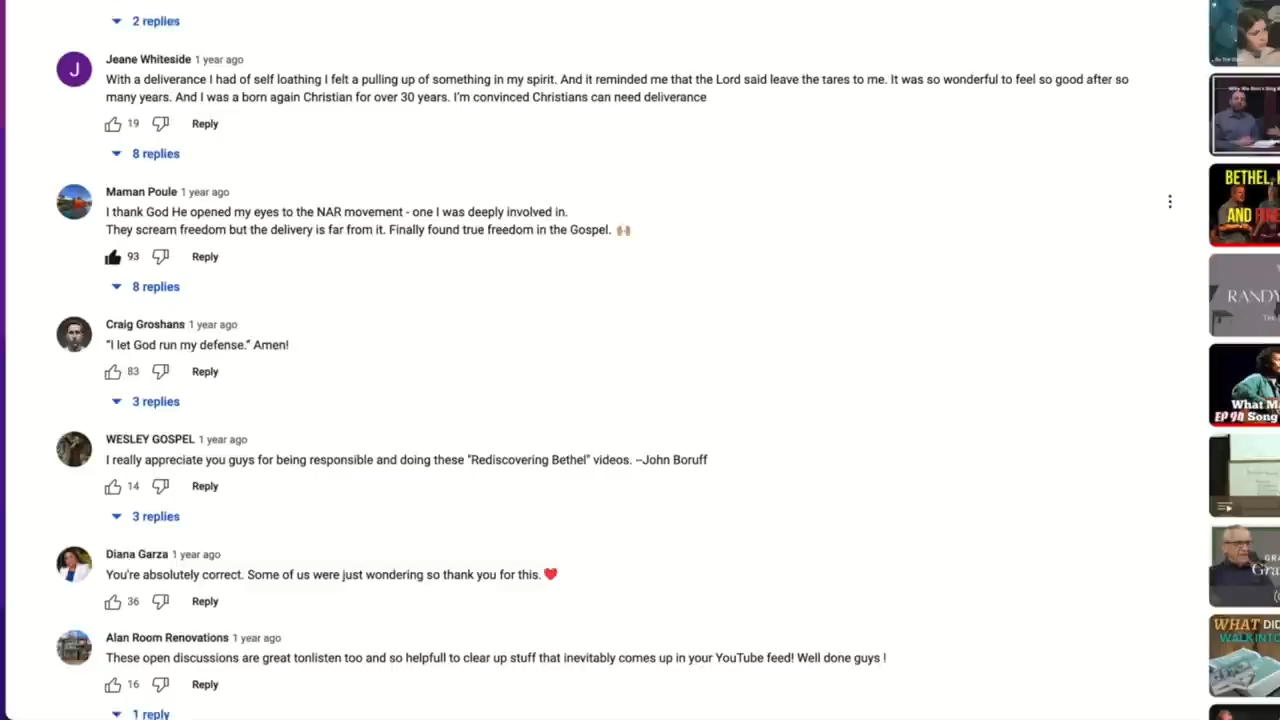 2 replies
J
Jeane Whiteside 1 year ago
With a deliverance I had of self loathing I felt a pulling up of something in my spirit. And it reminded me that the Lord said leave the tares to me. It was so wonderful to feel so good after so
many years. And I was a born again Christian for over 30 years. I'm convinced Christians can need deliverance
19 Reply
8 replies
Maman Poule 1 year ago
I thank God He opened my eyes to the NAR movement - one I was deeply involved in.
They scream freedom but the delivery is far from it. Finally found true freedom in the Gospel. 🙌🏽
93 Reply
8 replies
Craig Groshans 1 year ago
“I let God run my defense.” Amen!
83 Reply
3 replies
WESLEY GOSPEL 1 year ago
I really appreciate you guys for being responsible and doing these "Rediscovering Bethel" videos. --John Boruff
14 Reply
3 replies
Diana Garza 1 year ago
You're absolutely correct. Some of us were just wondering so thank you for this. ❤️
36 Reply
Alan Room Renovations 1 year ago
These open discussions are great tonlisten too and so helpfull to clear up stuff that inevitably comes up in your YouTube feed! Well done guys !
16 Reply
1 reply
BETHEL,
AND
RANDY
What M
EP 90 Song
GRA
Gra
WHAT DID
WALK INTO